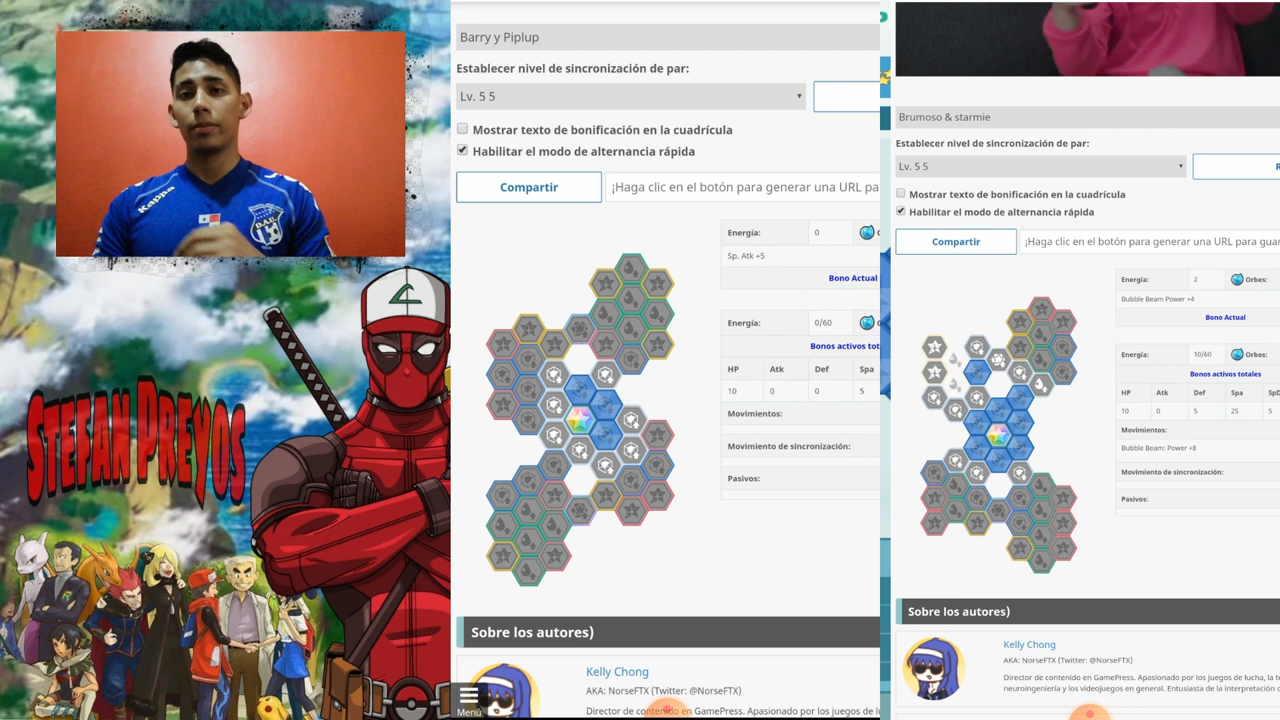 Kappa
D.A.U.
STEFAN PREYOS
Barry y Piplup
Establecer nivel de sincronización de par:
Lv. 5 5
Mostrar texto de bonificación en la cuadrícula
Habilitar el modo de alternancia rápida
Compartir
¡Haga clic en el botón para generar una URL pa
Energía: 0
Sp. Atk +5
Bono Actual
Energía: 0/60
Bonos activos tot
HP Atk Def Spa
10 0 0 5
Movimientos:
Movimiento de sincronización:
Pasivos:
Sobre los autores)
Kelly Chong
AKA: NorseFTX (Twitter: @NorseFTX)
Director de contenido en GamePress. Apasionado por los juegos de lu
Menú
Brumoso & starmie
Establecer nivel de sincronización de par:
Lv. 5 5
R
Mostrar texto de bonificación en la cuadrícula
Habilitar el modo de alternancia rápida
Compartir
¡Haga clic en el botón para generar una URL para guar
Energía: 2 Orbes:
Bubble Beam Power +4
Bono Actual
Energía: 10/60 Orbes:
Bonos activos totales
HP Atk Def Spa SpD
10 0 5 25 5
Movimientos:
Bubble Beam: Power +8
Movimiento de sincronización:
Pasivos:
Sobre los autores)
Kelly Chong
AKA: NorseFTX (Twitter: @NorseFTX)
Director de contenido en GamePress. Apasionado por los juegos de lucha, la t
neuroingeniería y los videojuegos en general. Entusiasta de la interpretación c